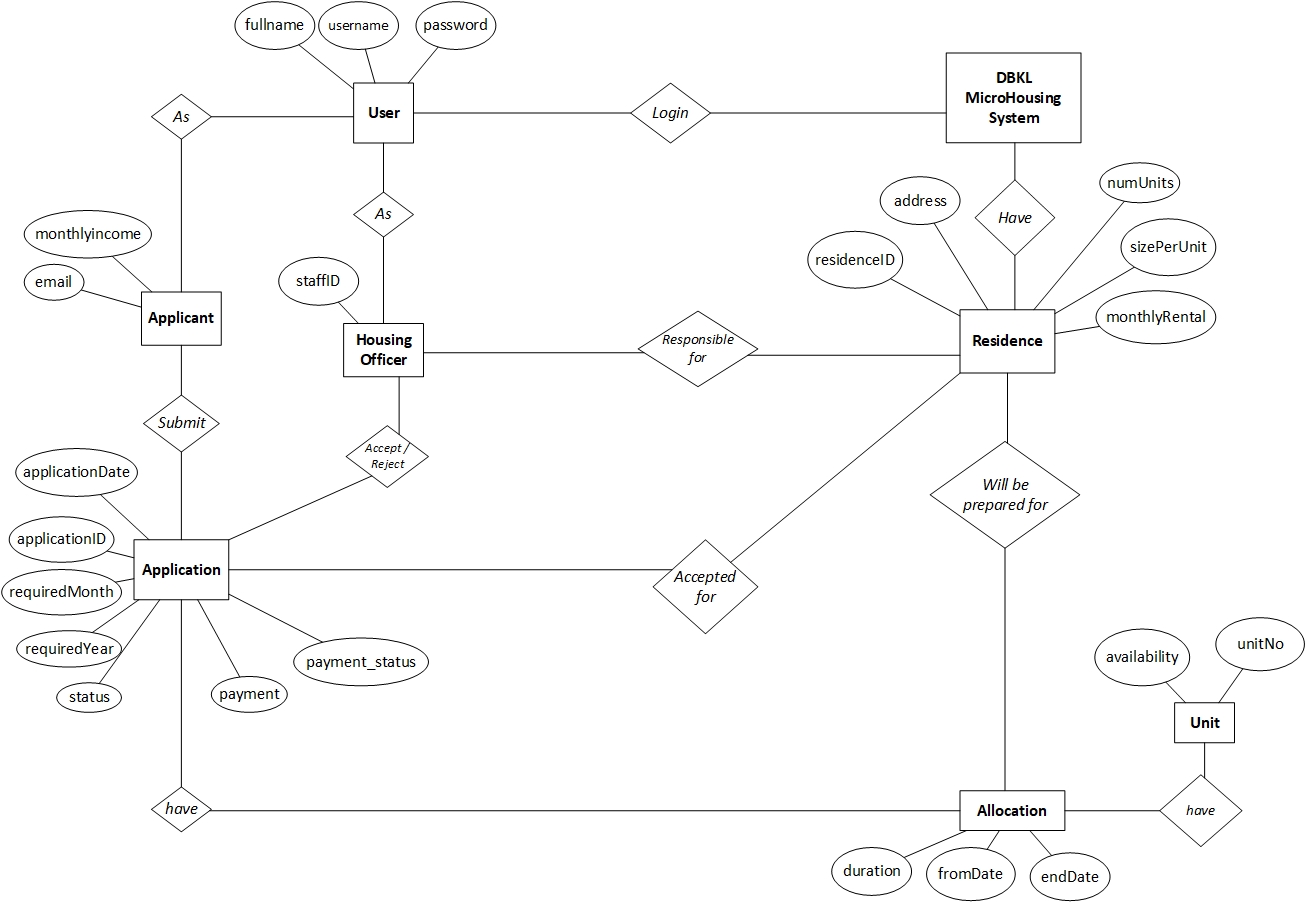 fullname
username
password
DBKL
MicroHousing
System
As
User
Login
numUnits
address
As
Have
monthlyincome
sizePerUnit
residenceID
email
staffID
Applicant
monthlyRental
Housing
Officer
Responsible
for
Residence
Submit
Accept /
Reject
applicationDate
Will be
prepared for
applicationID
Application
Accepted
for
requiredMonth
requiredYear
payment_status
status
payment
availability
unitNo
Unit
have
Allocation
have
duration
fromDate
endDate